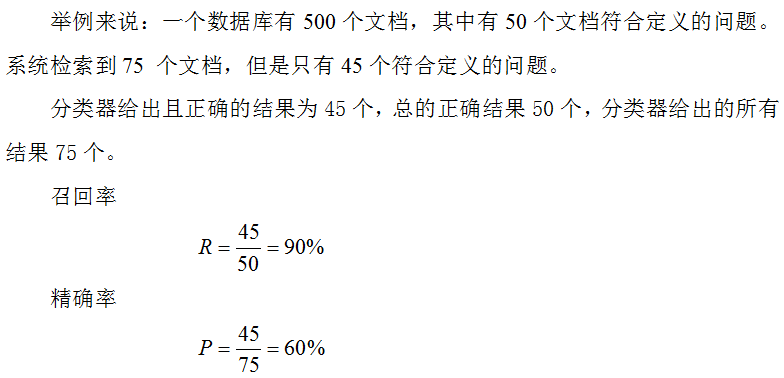 举例来说：一个数据库有 500 个文档，其中有 50 个文档符合定义的问题。
系统检索到 75 个文档，但是只有 45 个符合定义的问题。
分类器给出且正确的结果为 45 个，总的正确结果 50 个，分类器给出的所有
结果 75 个。
召回率
R = 45/50 = 90%
精确率
P = 45/75 = 60%